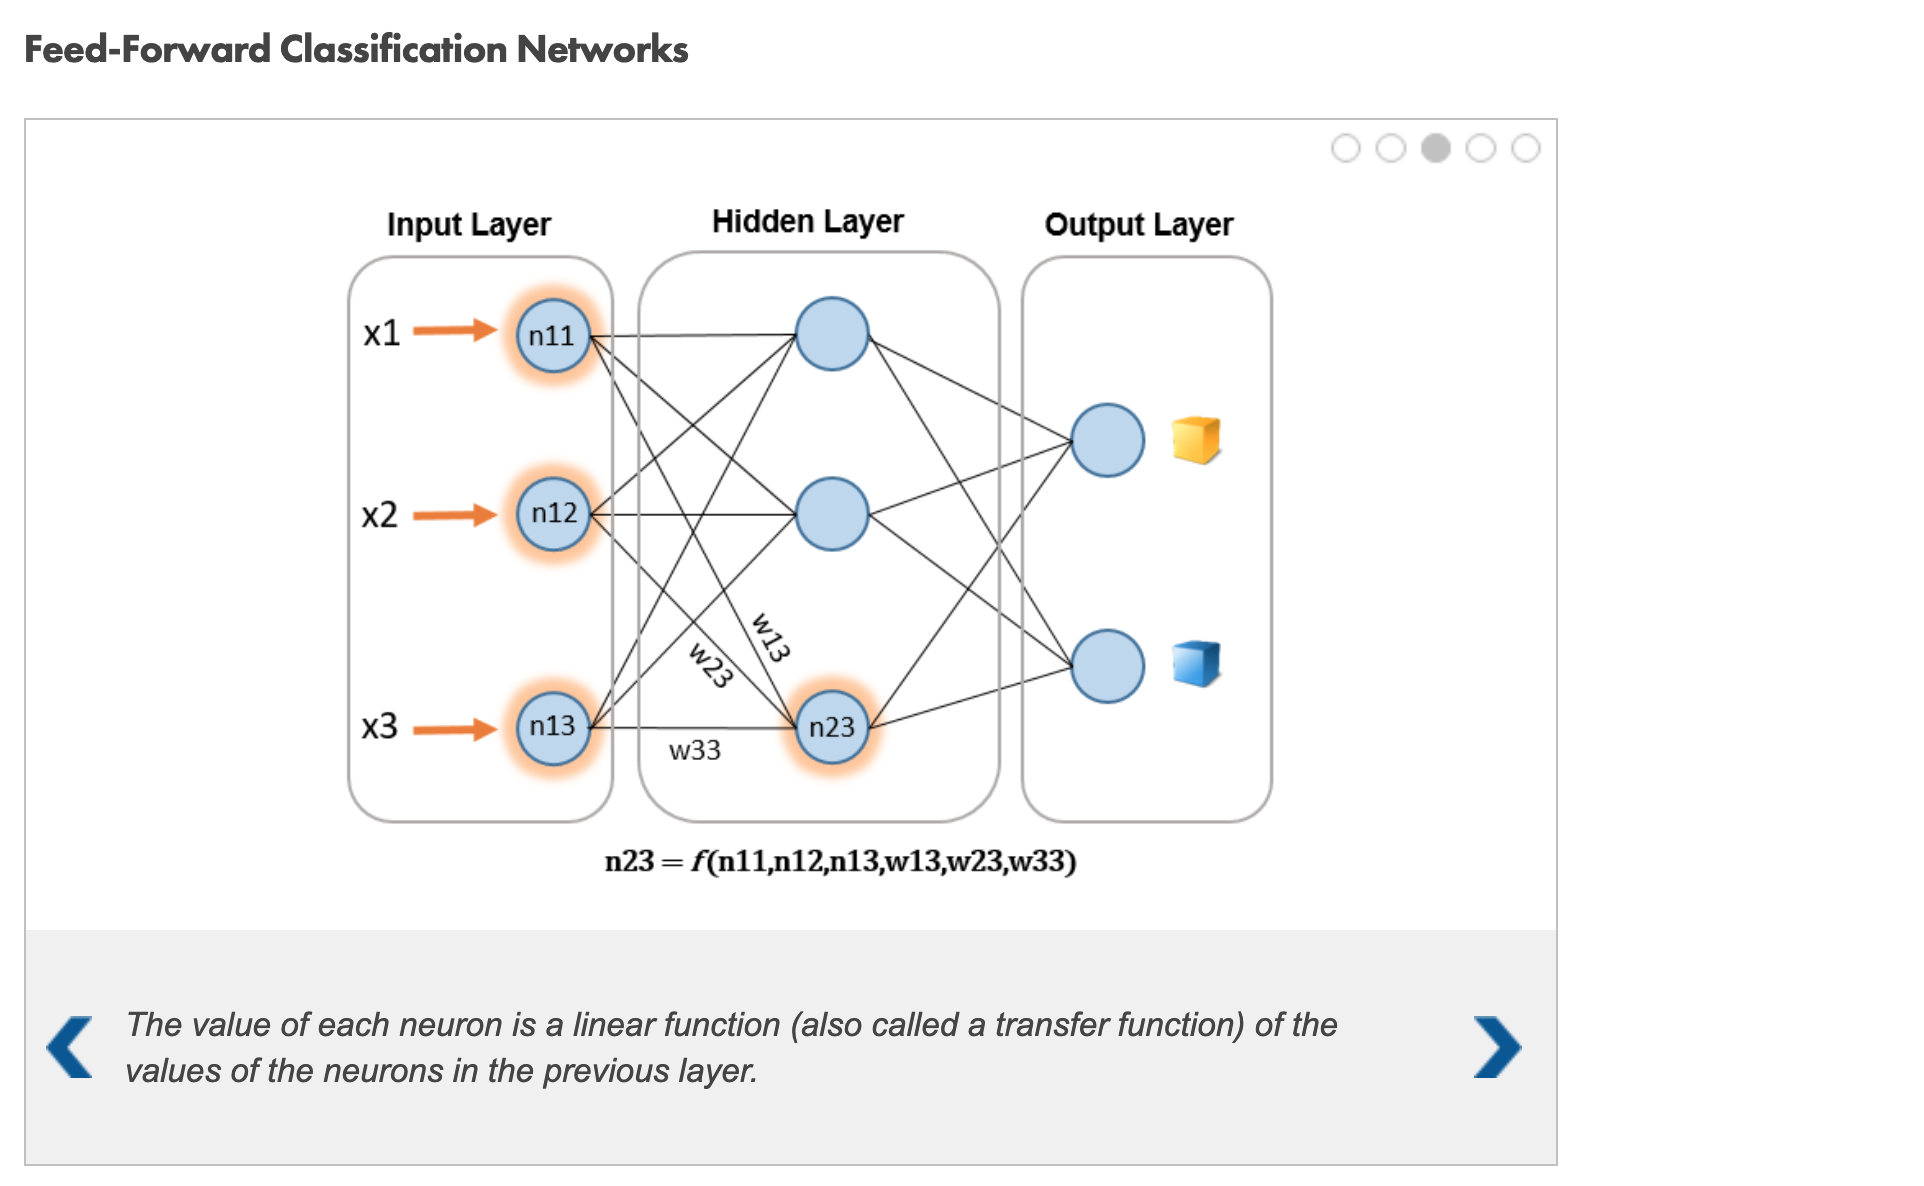 Feed-Forward Classification Networks
Input Layer
Hidden Layer
Output Layer
x1
n11
x2
n12
w13
w23
x3
n13
n23
w33
n23 = f(n11,n12,n13,w13,w23,w33)
The value of each neuron is a linear function (also called a transfer function) of the
values of the neurons in the previous layer.